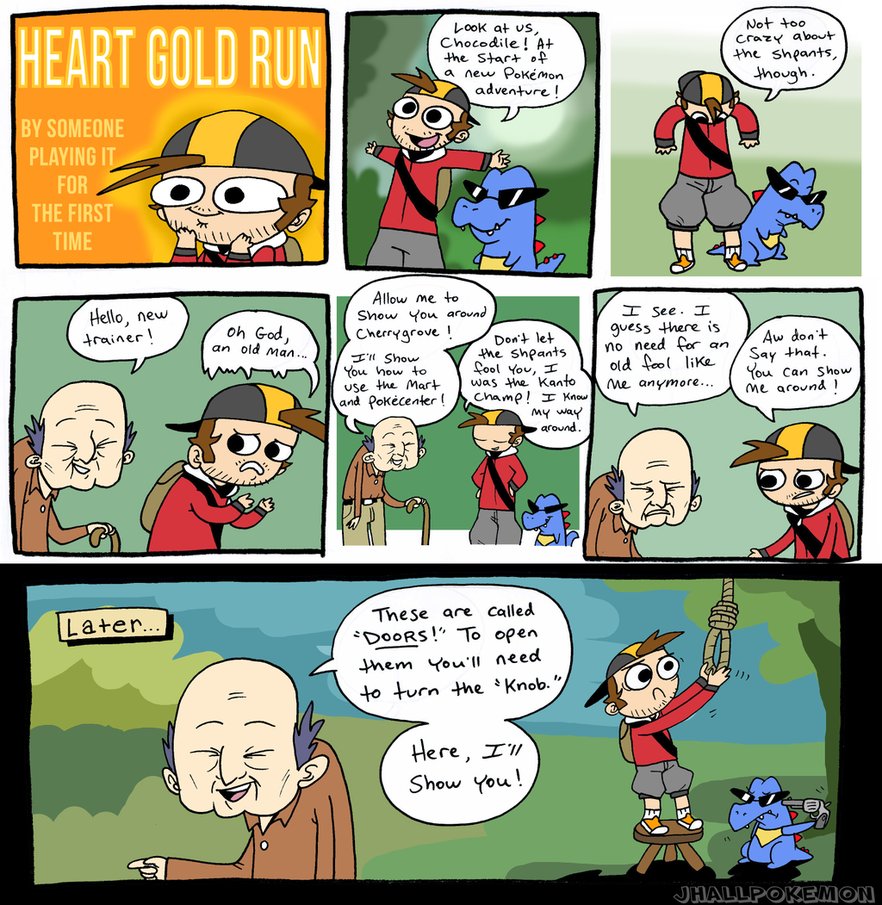 HEART GOLD RUN
BY SOMEONE
PLAYING IT
FOR
THE FIRST
TIME
Look at us,
Chocodile! At
the start of
a new Pokémon
adventure!
Not too
crazy about
the shpants,
though.
Hello, new
trainer!
Oh God,
an old man...
Allow me to
show you around
Cherrygrove!
I'll show
you how to
use the Mart
and Pokécenter!
Don't let
the shpants
fool you, I
was the Kanto
champ! I know
my way
around.
I see. I
guess there is
no need for an
old fool like
me anymore...
Aw don't
say that.
You can show
me around!
Later...
These are called
"DOORS!" To open
them you'll need
to turn the "Knob."
Here, I'll
show you!
JHALLPOKEMON